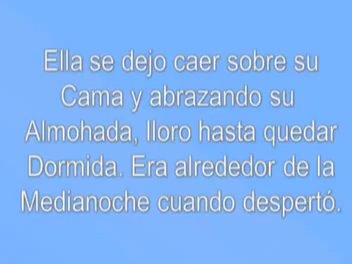 Ella se dejo caer sobre su
Cama y abrazando su
Almohada, lloro hasta quedar
Dormida. Era alrededor de la
Medianoche cuando despertó.